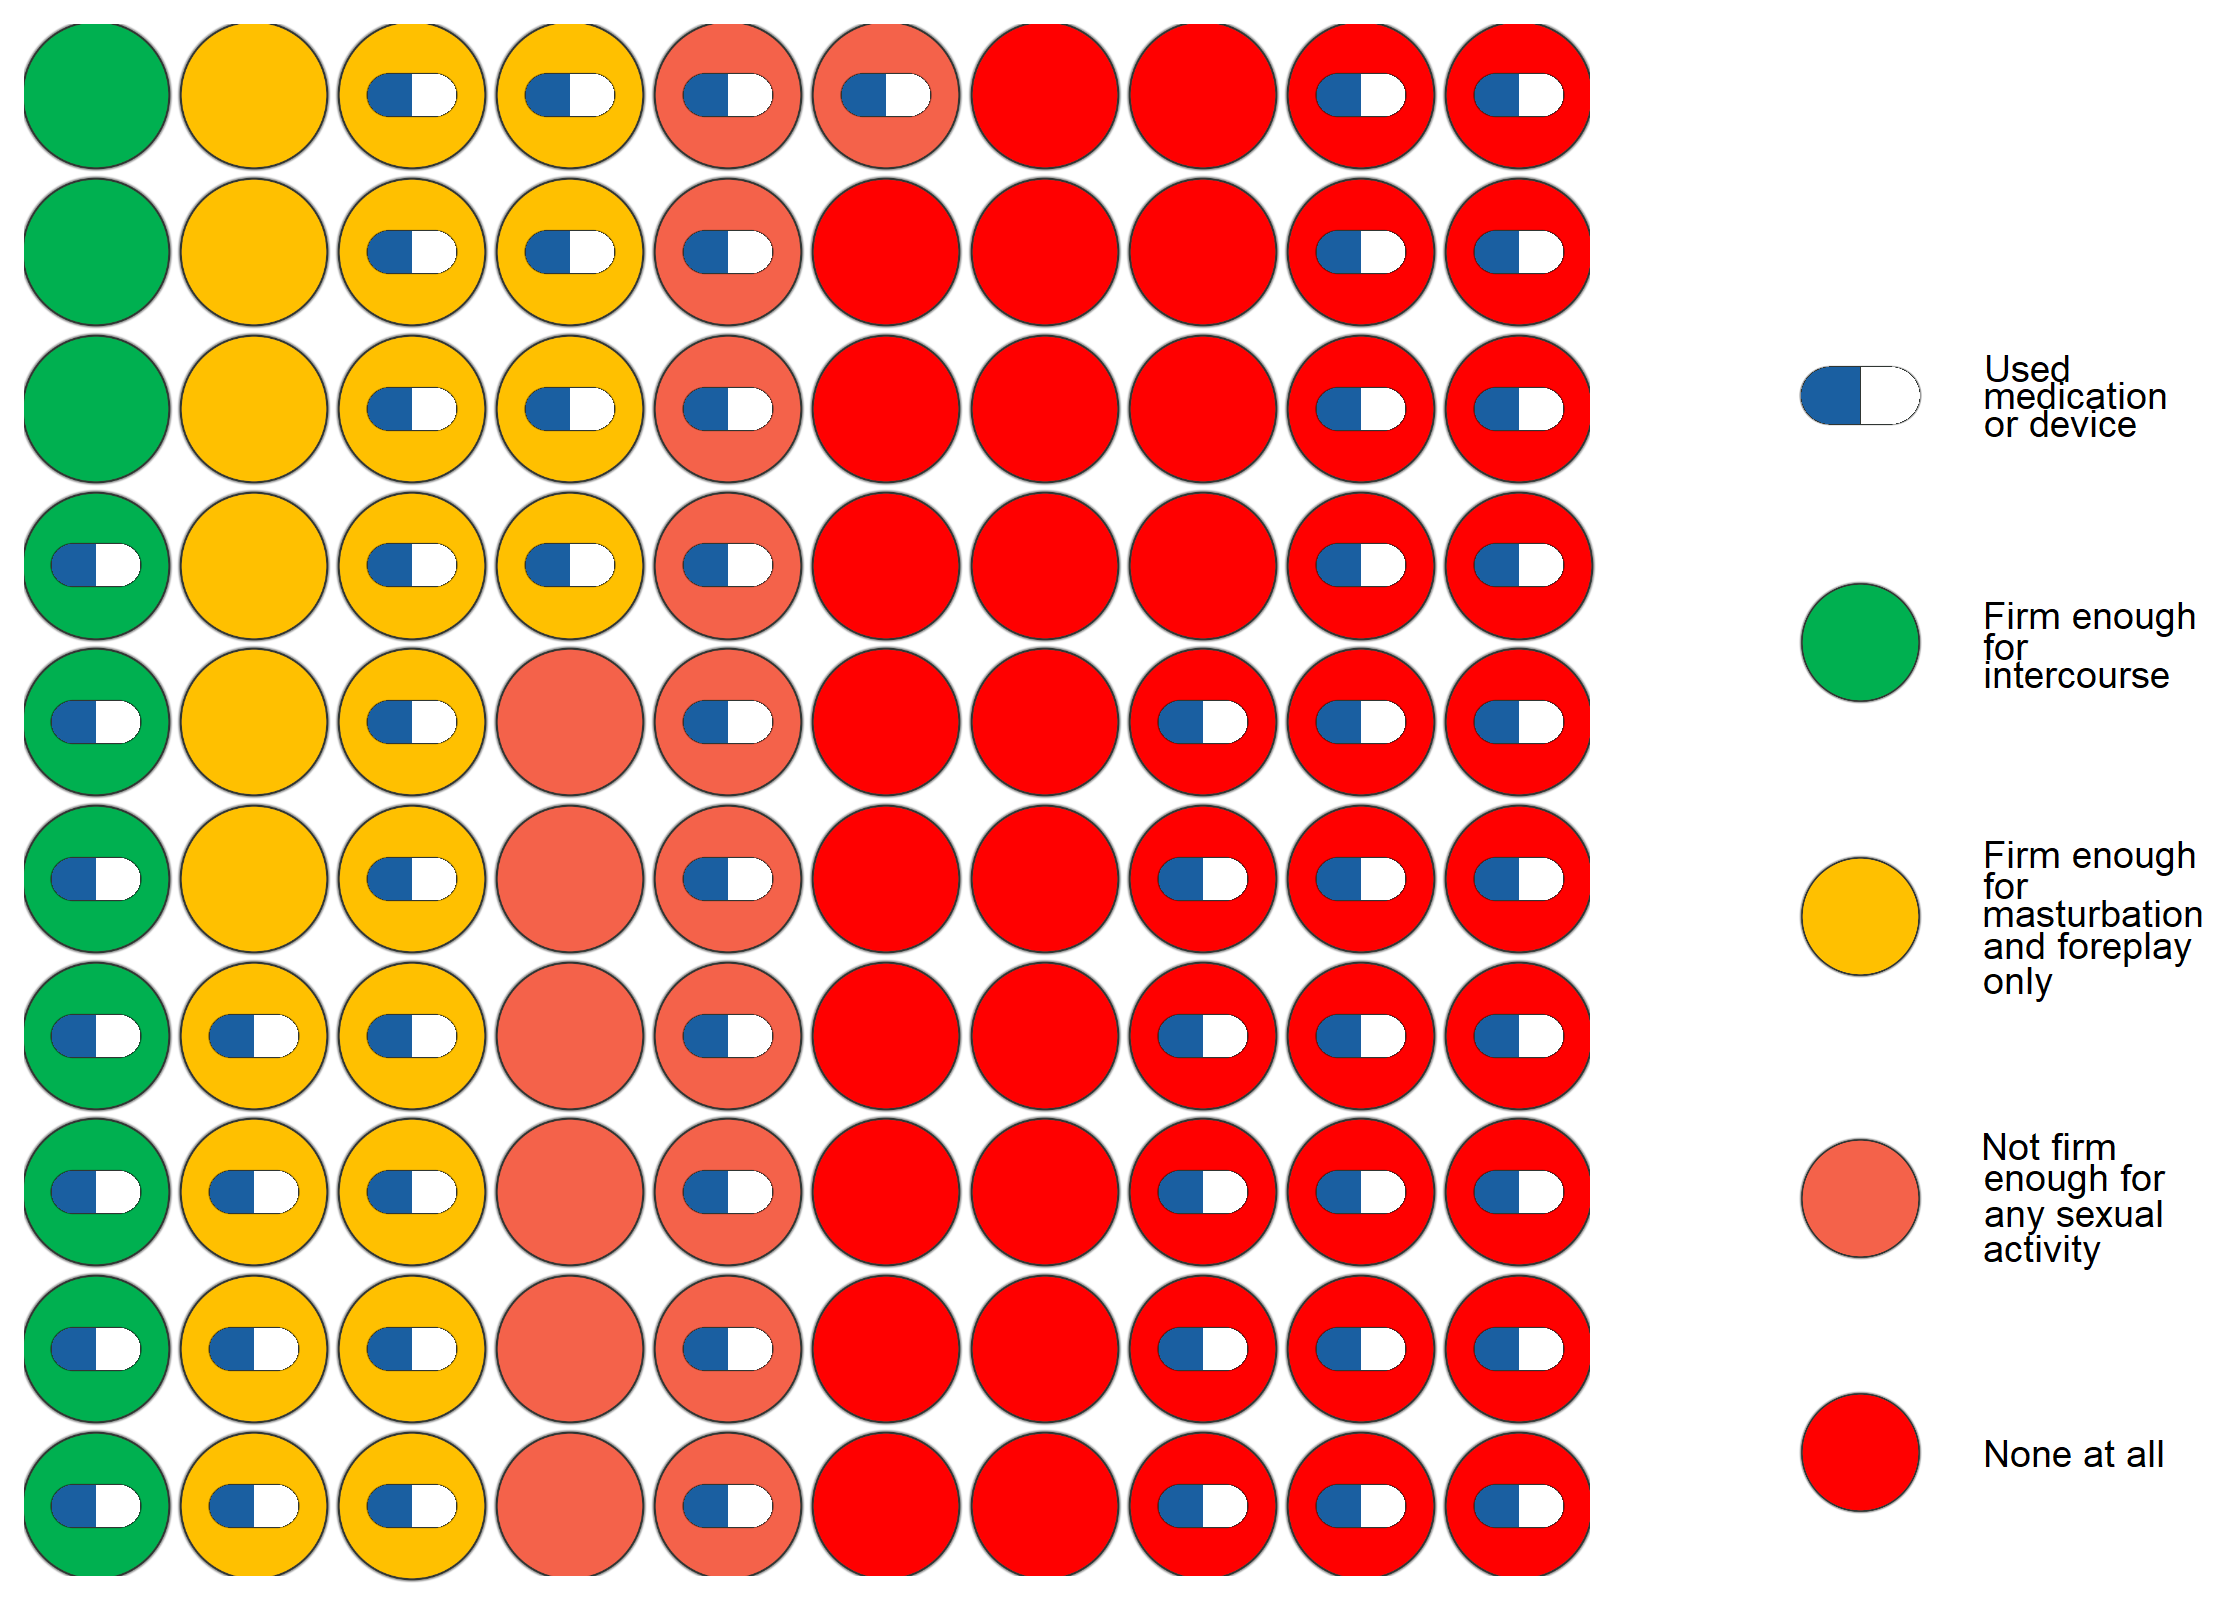 Used
medication
or device
Firm enough
for
intercourse
Firm enough
for
masturbation
and foreplay
only
Not firm
enough for
any sexual
activity
None at all